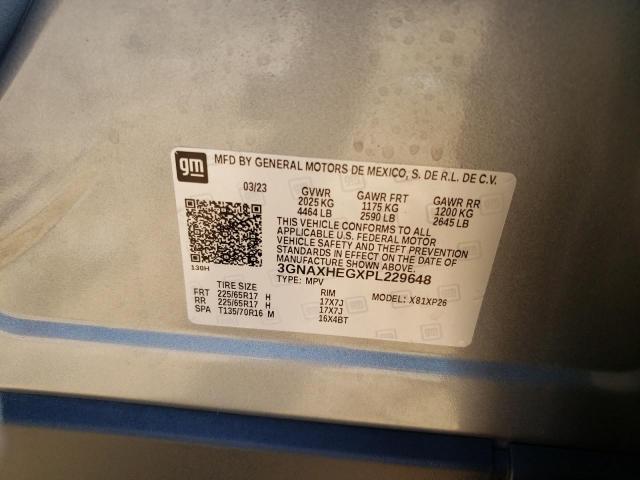 gm
MFD BY GENERAL MOTORS DE MEXICO, S. DE R.L. DE C.V.
03/23 GVWR GAWR FRT GAWR RR
2025 KG 1175 KG 1200 KG
4464 LB 2590 LB 2645 LB
THIS VEHICLE CONFORMS TO ALL
APPLICABLE U.S. FEDERAL MOTOR
VEHICLE SAFETY AND THEFT PREVENTION
STANDARDS IN EFFECT ON THE DATE OF
MANUFACTURE SHOWN ABOVE.
130H 3GNAXHEGXPL229648
TYPE: MPV MODEL: X81XP26
TIRE SIZE RIM
FRT 225/65R17 H 17X7J
RR 225/65R17 H 17X7J
SPA T135/70R16 M 16X4BT